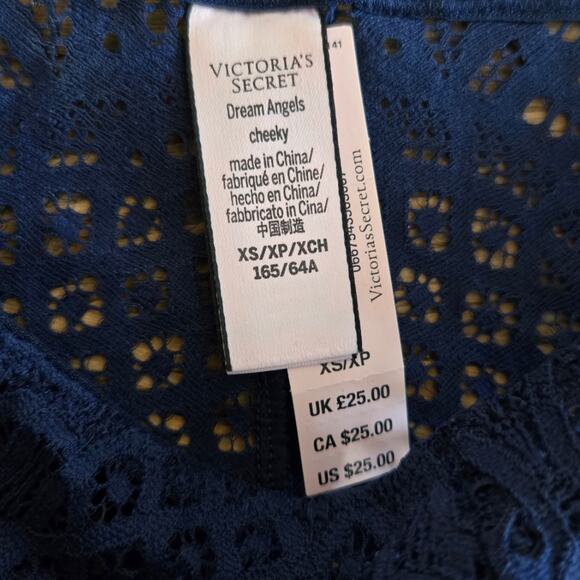 VICTORIA'S
SECRET
Dream Angels
cheeky
made in China/
fabriqué en Chine/
hecho en China/
fabbricato in Cina/
中国制造
XS/XP/XCH
165/64A
41
VictoriasSecret.com
XS/XP
UK £25.00
CA $25.00
US $25.00